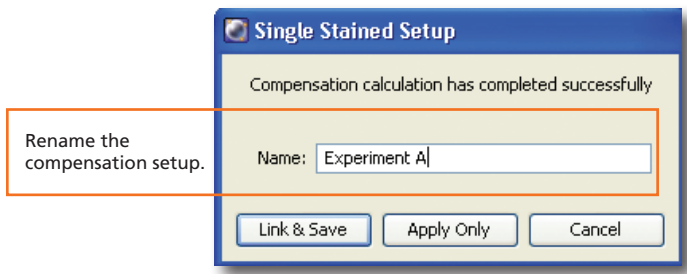 Single Stained Setup
Compensation calculation has completed successfully
Rename the
compensation setup.
Name: Experiment A
Link & Save Apply Only Cancel